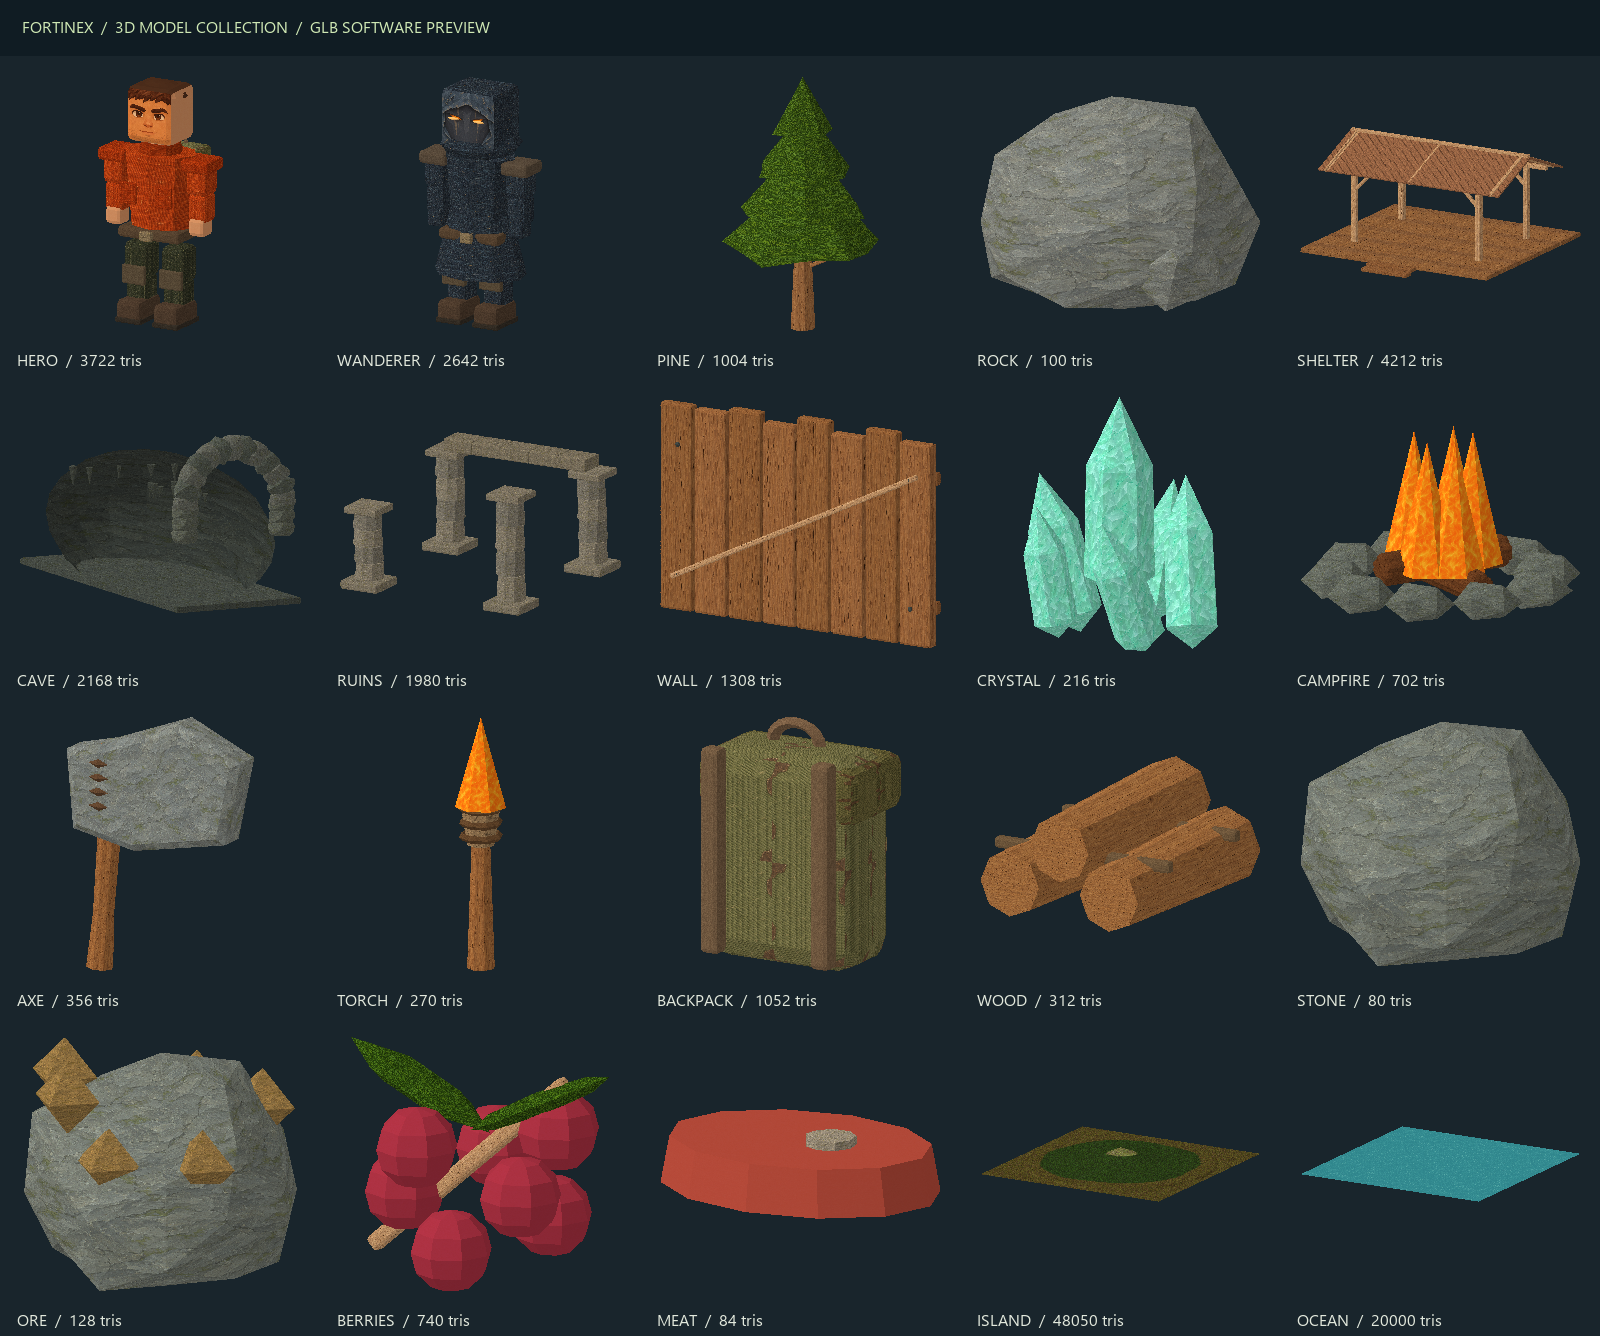 FORTINEX / 3D MODEL COLLECTION / GLB SOFTWARE PREVIEW
HERO / 3722 tris
WANDERER / 2642 tris
PINE / 1004 tris
ROCK / 100 tris
SHELTER / 4212 tris
CAVE / 2168 tris
RUINS / 1980 tris
WALL / 1308 tris
CRYSTAL / 216 tris
CAMPFIRE / 702 tris
AXE / 356 tris
TORCH / 270 tris
BACKPACK / 1052 tris
WOOD / 312 tris
STONE / 80 tris
ORE / 128 tris
BERRIES / 740 tris
MEAT / 84 tris
ISLAND / 48050 tris
OCEAN / 20000 tris